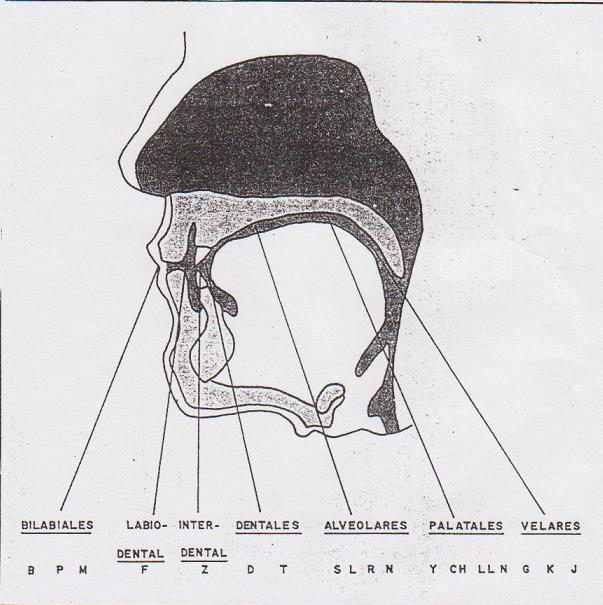 BILABIALES LABIO- INTER- DENTALES ALVEOLARES PALATALES VELARES
DENTAL DENTAL
B P M F Z D T S L R N Y CH LL N G K J